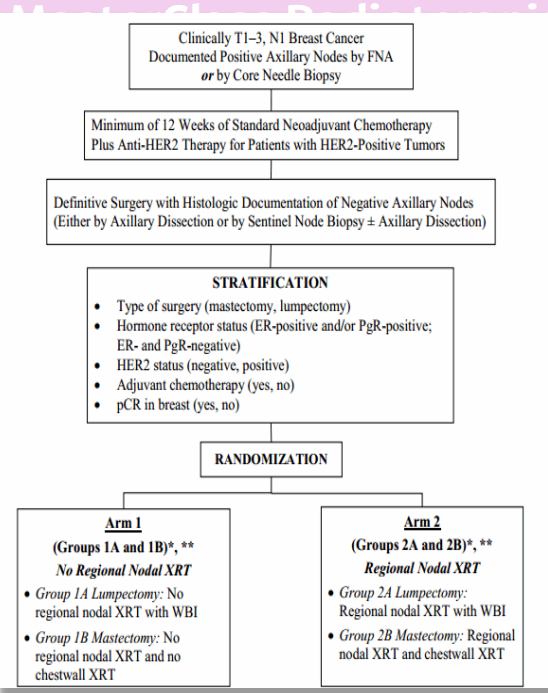 MasterClass Radioterapi
Clinically T1–3, N1 Breast Cancer
Documented Positive Axillary Nodes by FNA
or by Core Needle Biopsy
Minimum of 12 Weeks of Standard Neoadjuvant Chemotherapy
Plus Anti-HER2 Therapy for Patients with HER2-Positive Tumors
Definitive Surgery with Histologic Documentation of Negative Axillary Nodes
(Either by Axillary Dissection or by Sentinel Node Biopsy ± Axillary Dissection)
STRATIFICATION
• Type of surgery (mastectomy, lumpectomy)
• Hormone receptor status (ER-positive and/or PgR-positive;
ER- and PgR-negative)
• HER2 status (negative, positive)
• Adjuvant chemotherapy (yes, no)
• pCR in breast (yes, no)
RANDOMIZATION
Arm 1
(Groups 1A and 1B)*, **
No Regional Nodal XRT
• Group 1A Lumpectomy: No
regional nodal XRT with WBI
• Group 1B Mastectomy: No
regional nodal XRT and no
chestwall XRT
Arm 2
(Groups 2A and 2B)*, **
Regional Nodal XRT
• Group 2A Lumpectomy:
Regional nodal XRT with WBI
• Group 2B Mastectomy: Regional
nodal XRT and chestwall XRT